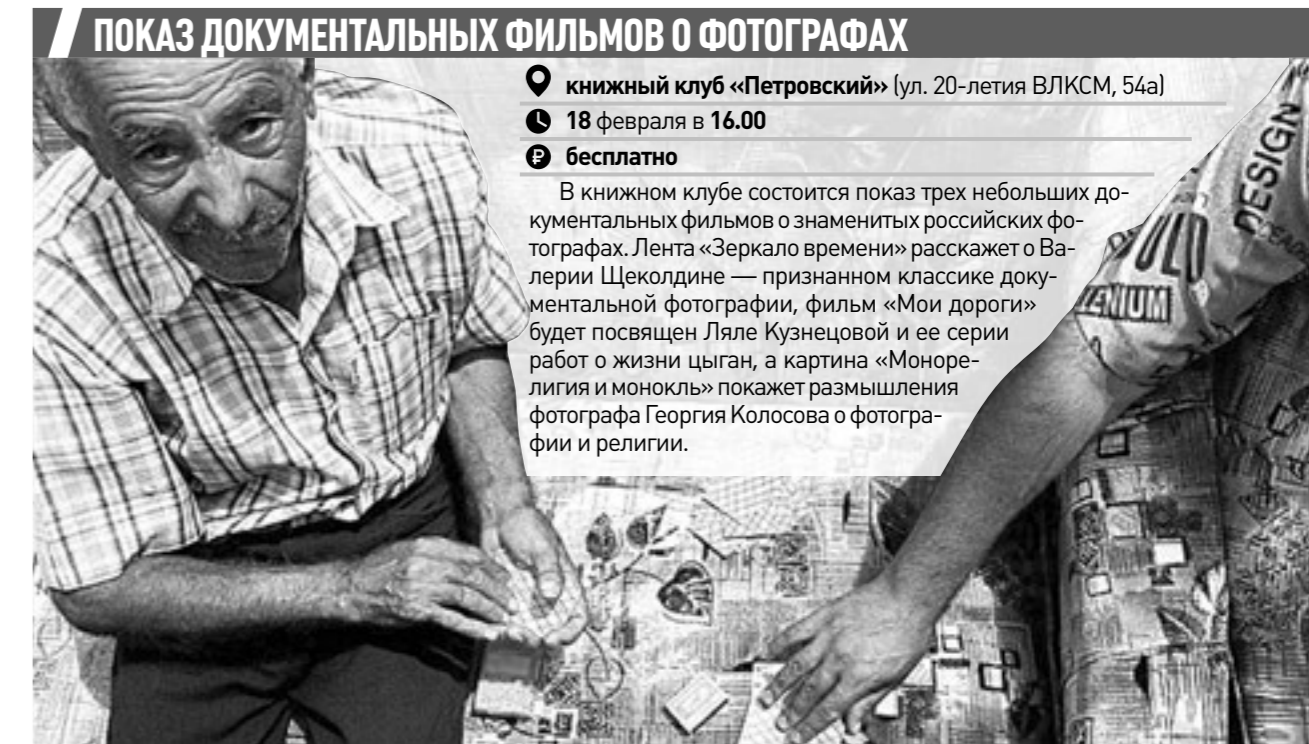 ПОКАЗ ДОКУМЕНТАЛЬНЫХ ФИЛЬМОВ О ФОТОГРАФАХ
книжный клуб «Петровский» (ул. 20-летия ВЛКСМ, 54а)
18 февраля в 16.00
бесплатно
В книжном клубе состоится показ трех небольших до-
кументальных фильмов о знаменитых российских фо-
тографах. Лента «Зеркало времени» расскажет о Ва-
лерии Щеколдине — признанном классике доку-
ментальной фотографии, фильм «Мои дороги»
будет посвящен Ляле Кузнецовой и ее серии
работ о жизни цыган, а картина «Моноре-
лигия и монокль» покажет размышления
фотографа Георгия Колосова о фотогра-
фии и религии.
DESIGN